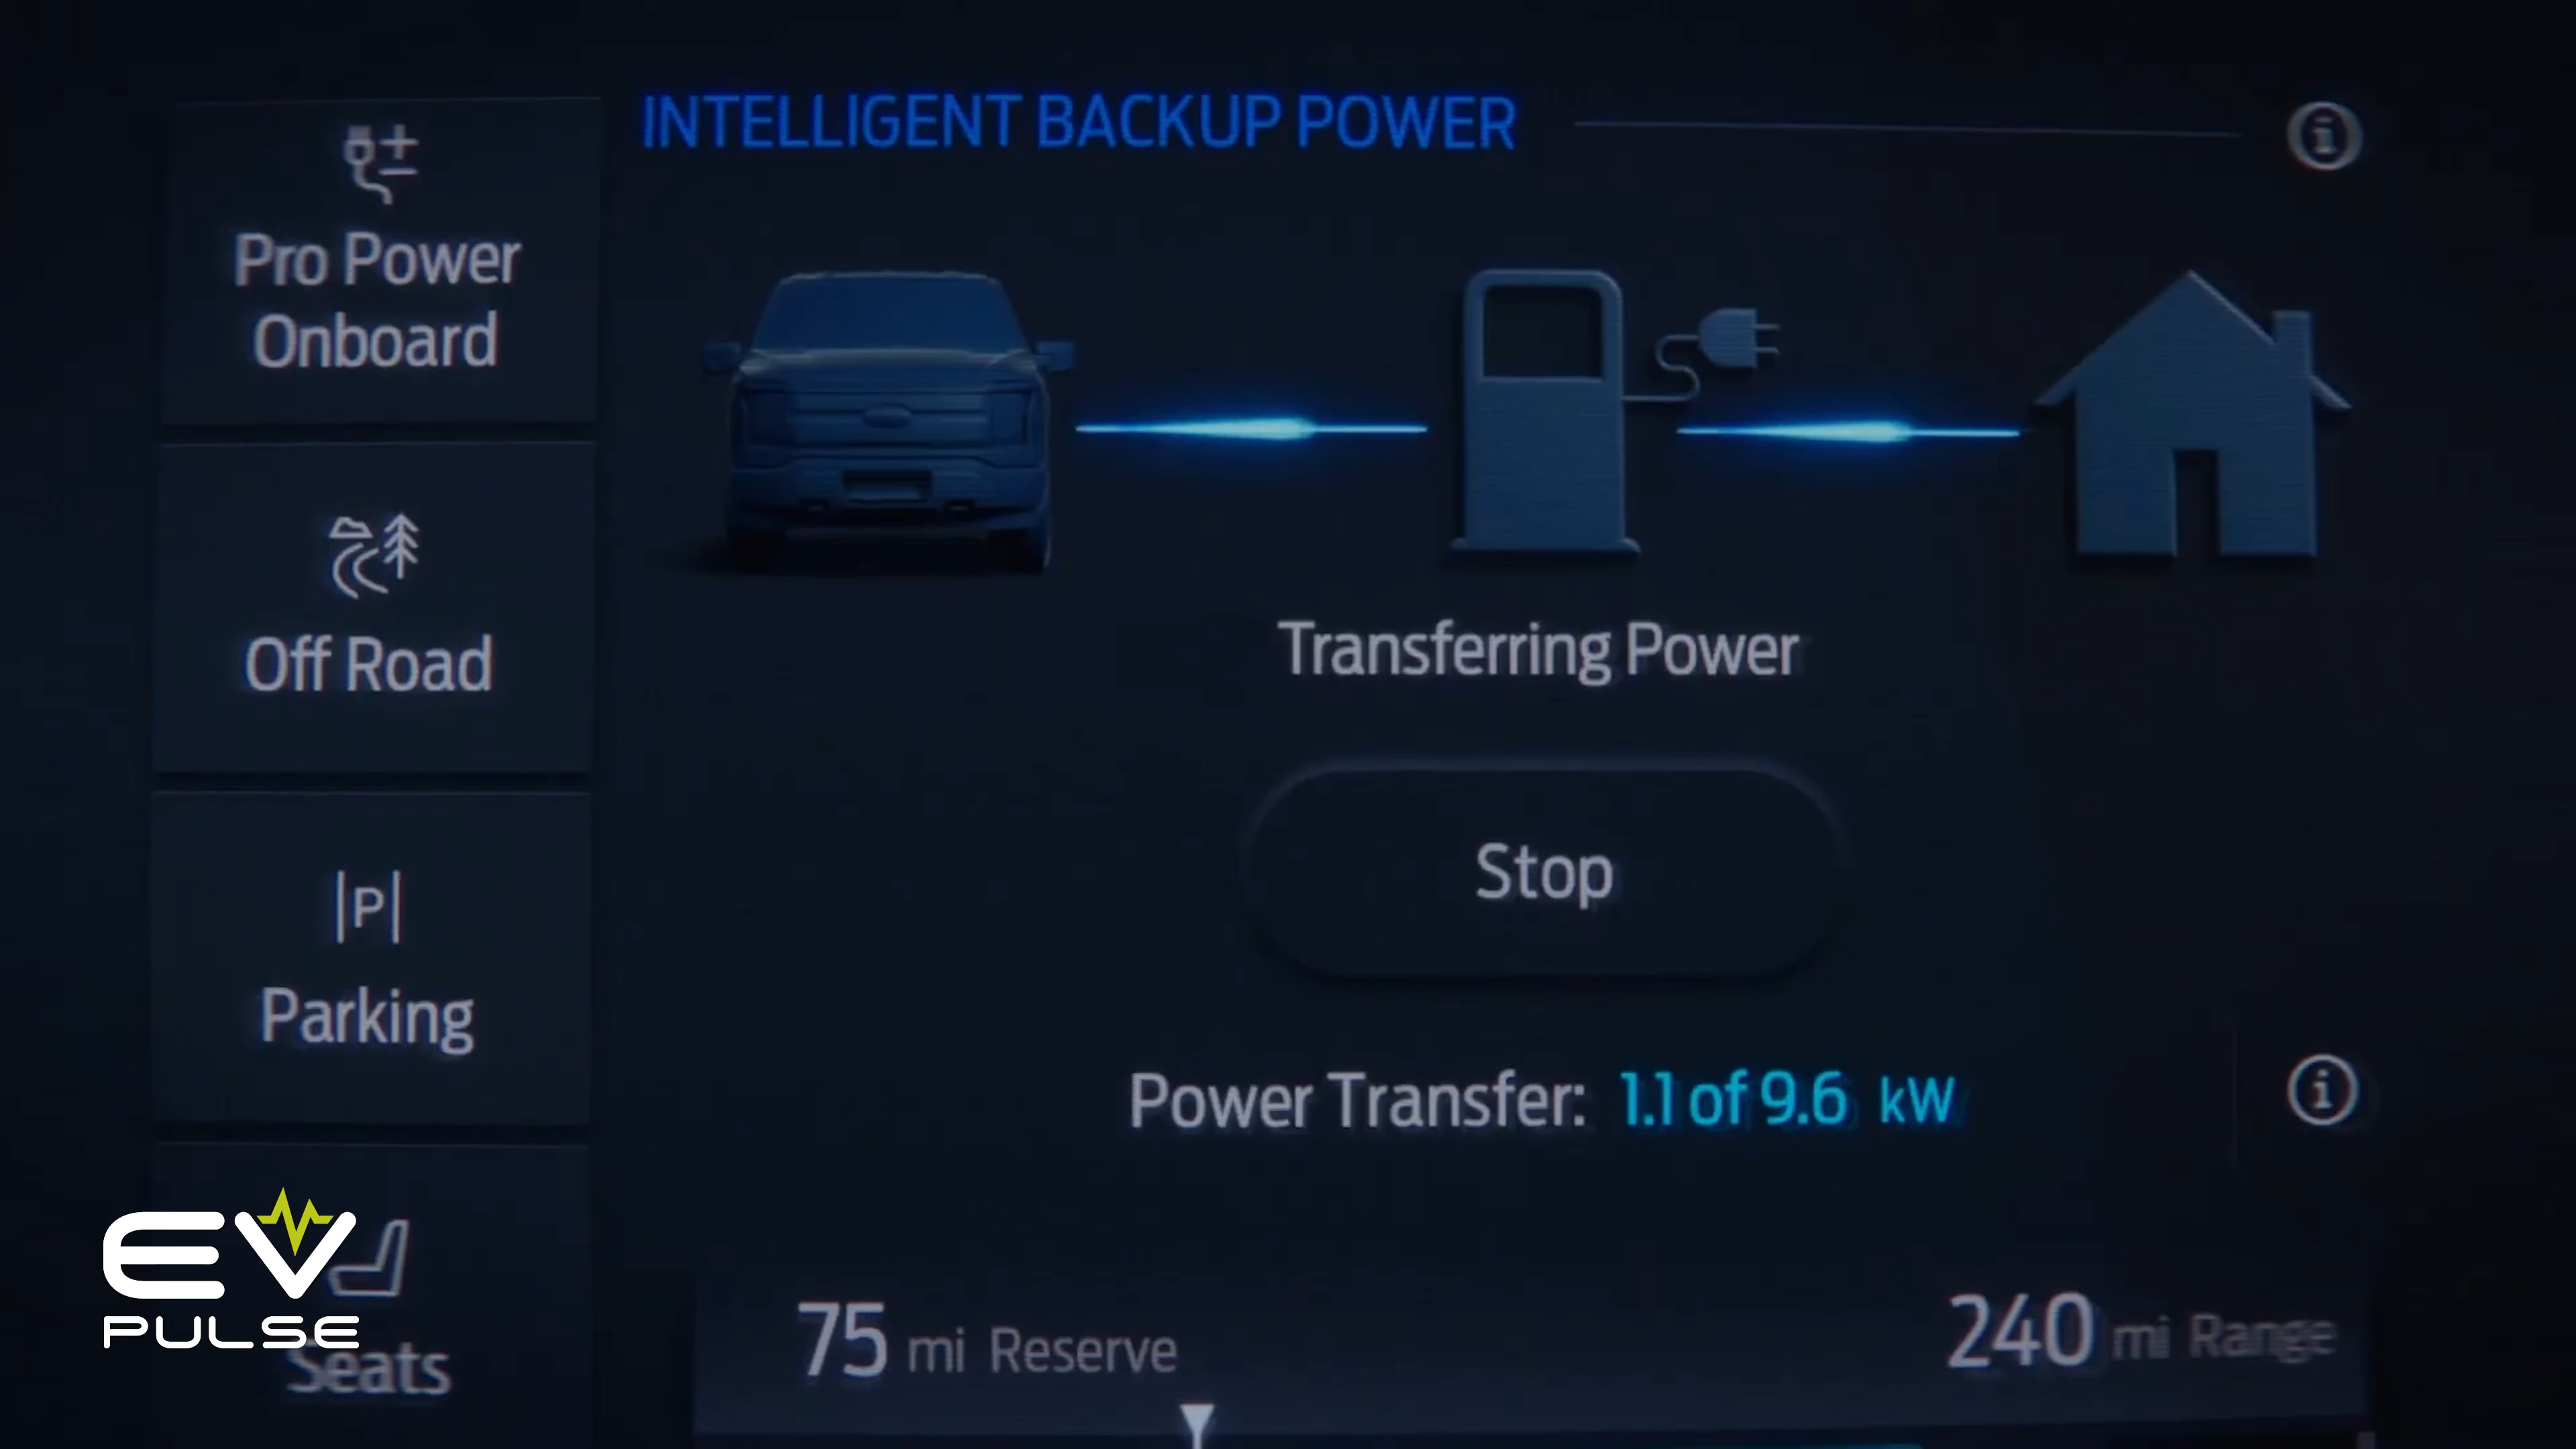 INTELLIGENT BACKUP POWER
Pro Power
Onboard
Off Road
|P|
Parking
Seats
Transferring Power
Stop
Power Transfer: 1.1 of 9.6 kW
75 mi Reserve
240 mi Range
EV
PULSE